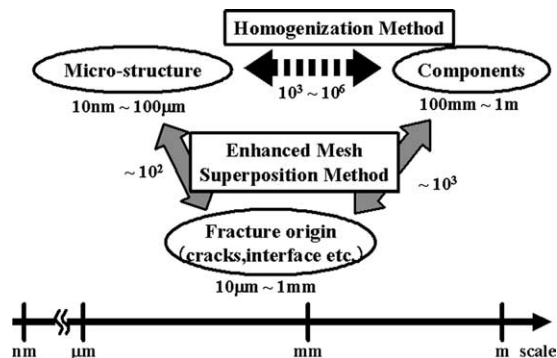 Homogenization Method
Micro-structure
Components
10nm ~ 100μm
10³ ~ 10⁶
100mm ~ 1m
Enhanced Mesh
Superposition Method
~10²
~10³
Fracture origin
(cracks,interface etc.)
10μm ~ 1mm
nm
μm
mm
m
scale